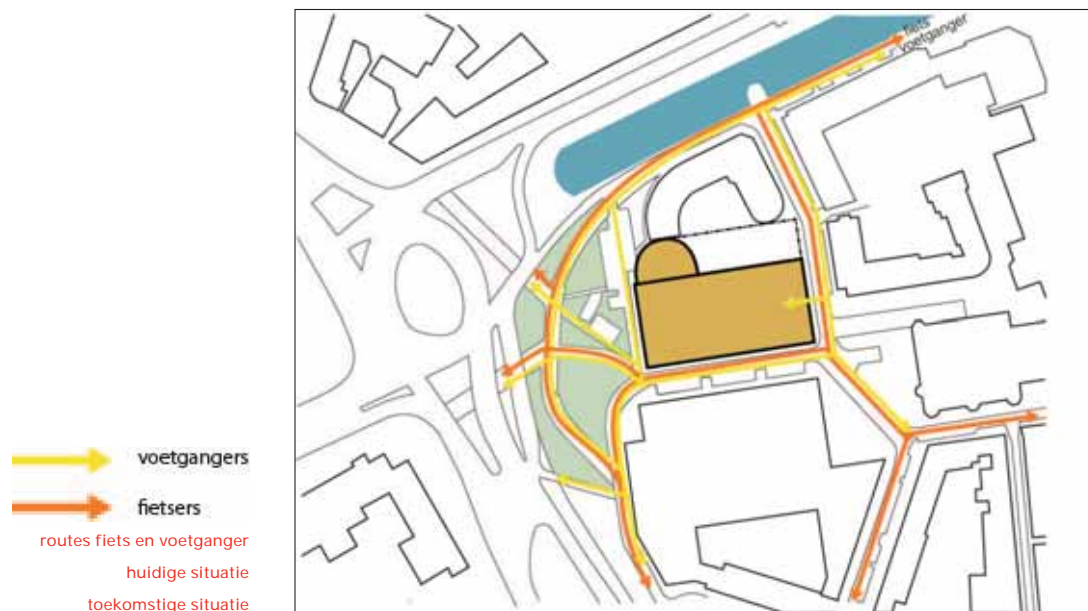 fiets
voetganger
voetgangers
fietsers
routes fiets en voetganger
huidige situatie
toekomstige situatie